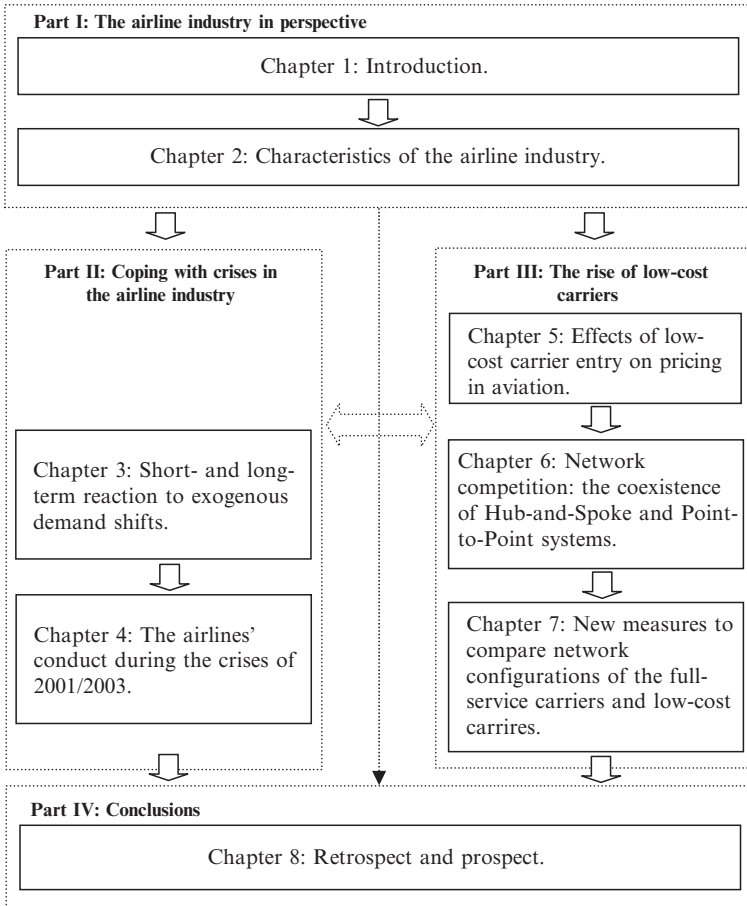 Part I: The airline industry in perspective
Chapter 1: Introduction.
Chapter 2: Characteristics of the airline industry.
Part II: Coping with crises in
the airline industry
Chapter 3: Short- and long-
term reaction to exogenous
demand shifts.
Chapter 4: The airlines’
conduct during the crises of
2001/2003.
Part III: The rise of low-cost
carriers
Chapter 5: Effects of low-
cost carrier entry on pricing
in aviation.
Chapter 6: Network
competition: the coexistence
of Hub-and-Spoke and Point-
to-Point systems.
Chapter 7: New measures to
compare network
configurations of the full-
service carriers and low-cost
carrires.
Part IV: Conclusions
Chapter 8: Retrospect and prospect.